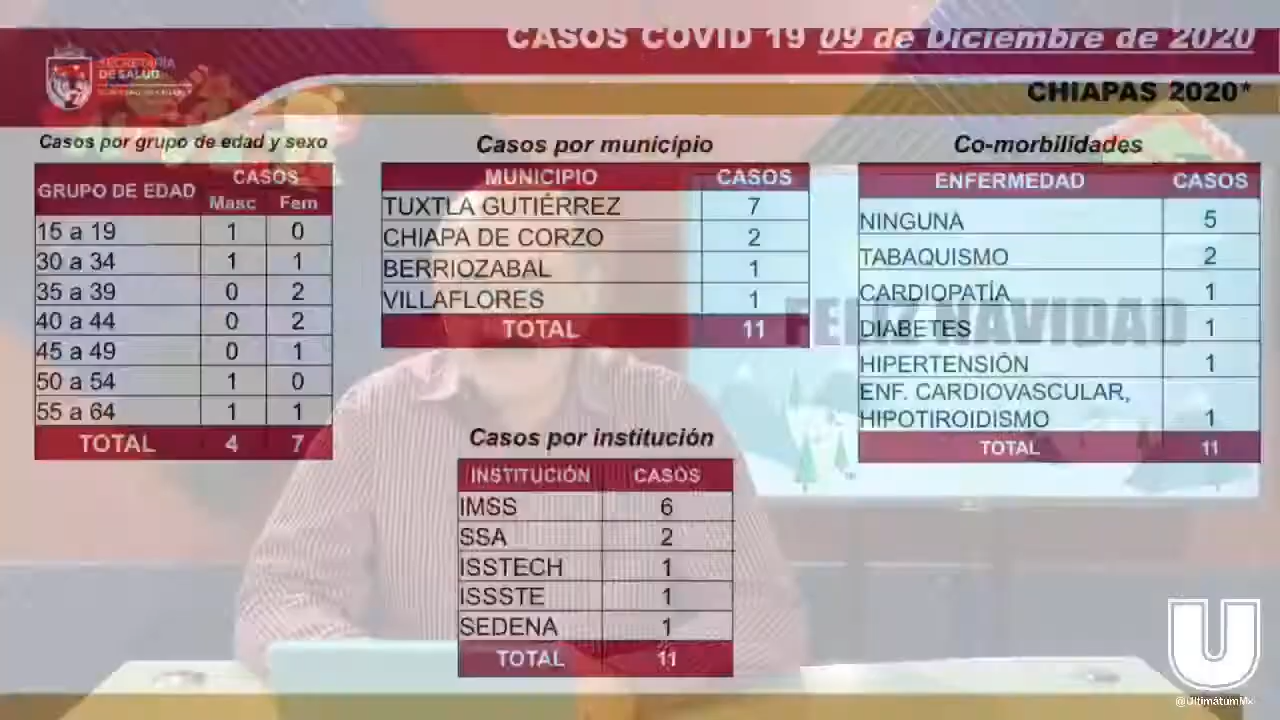 CASOS COVID 19 09 de Diciembre de 2020
SECRETARÍA
DE SALUD
CHIAPAS 2020*
Casos por grupo de edad y sexo
GRUPO DE EDAD CASOS
Masc Fem
15 a 19 1 0
30 a 34 1 1
35 a 39 0 2
40 a 44 0 2
45 a 49 0 1
50 a 54 1 0
55 a 64 1 1
TOTAL 4 7
Casos por municipio
MUNICIPIO CASOS
TUXTLA GUTIÉRREZ 7
CHIAPA DE CORZO 2
BERRIOZABAL 1
VILLAFLORES 1
TOTAL 11
Co-morbilidades
ENFERMEDAD CASOS
NINGUNA 5
TABAQUISMO 2
CARDIOPATÍA 1
DIABETES 1
HIPERTENSIÓN 1
ENF. CARDIOVASCULAR,
HIPOTIROIDISMO 1
TOTAL 11
FELIZ NAVIDAD
Casos por institución
INSTITUCIÓN CASOS
IMSS 6
SSA 2
ISSTECH 1
ISSSTE 1
SEDENA 1
TOTAL 11
U
@UltimátumMx